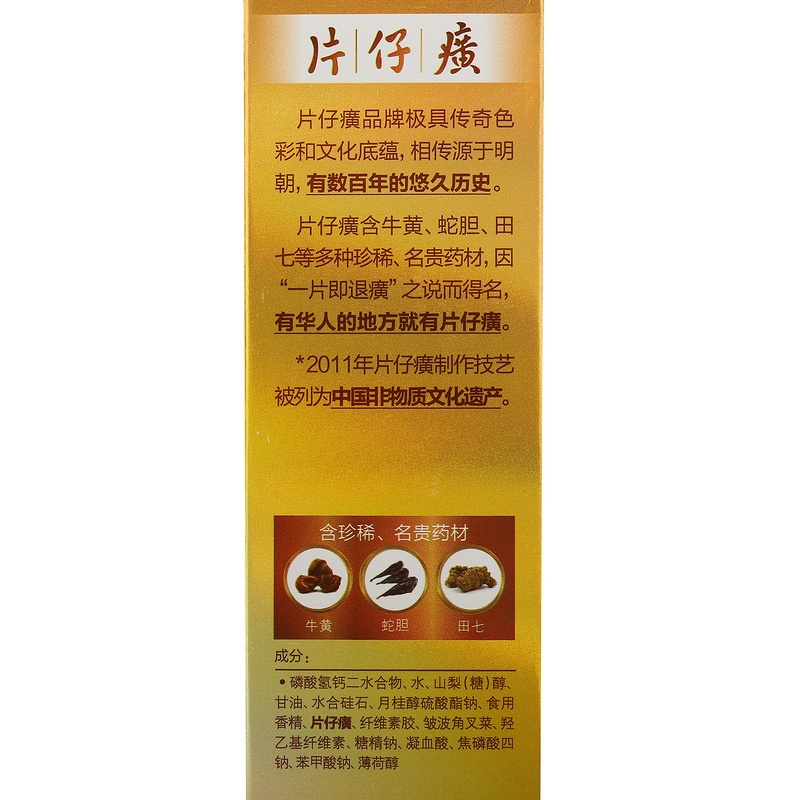 片仔癀
片仔癀品牌极具传奇色
彩和文化底蕴，相传源于明
朝，有数百年的悠久历史。
片仔癀含牛黄、蛇胆、田
七等多种珍稀、名贵药材，因
“一片即退癀”之说而得名，
有华人的地方就有片仔癀。
*2011年片仔癀制作技艺
被列为中国非物质文化遗产。
含珍稀、名贵药材
牛黄 蛇胆 田七
成分：
•磷酸氢钙二水合物、水、山梨（糖）醇、
甘油、水合硅石、月桂醇硫酸酯钠、食用
香精、片仔癀、纤维素胶、皱波角叉菜、羟
乙基纤维素、糖精钠、凝血酸、焦磷酸四
钠、苯甲酸钠、薄荷醇